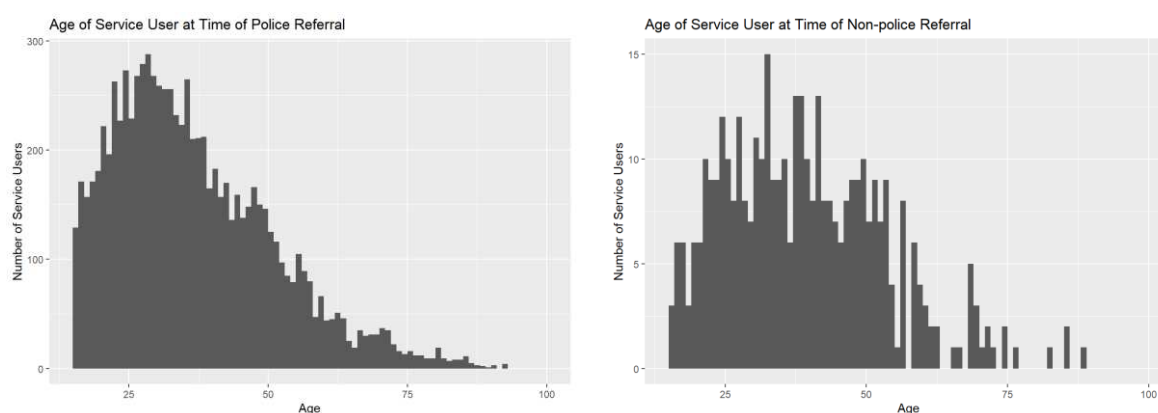 Age of Service User at Time of Police Referral
300
200
100
0
Number of Service Users
25
50
75
100
Age
Age of Service User at Time of Non-police Referral
15
10
5
0
Number of Service Users
25
50
75
100
Age